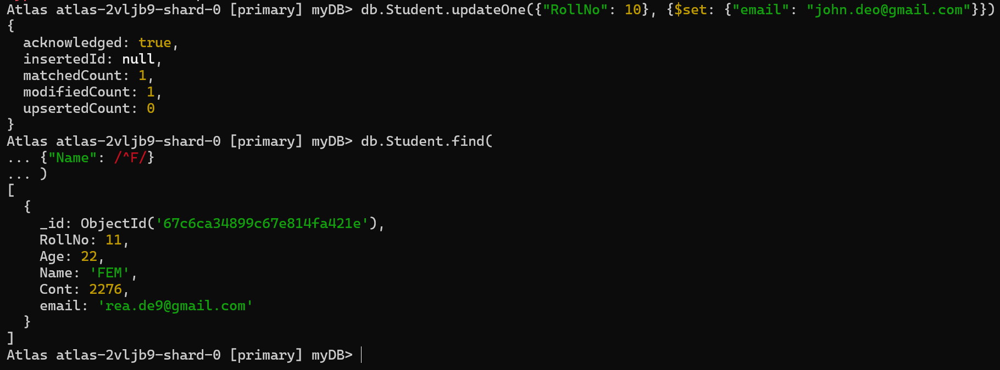 Atlas atlas-2vljb9-shard-0 [primary] myDB> db.Student.updateOne({"RollNo": 10}, {$set: {"email": "john.deo@gmail.com"}})
{
  acknowledged: true,
  insertedId: null,
  matchedCount: 1,
  modifiedCount: 1,
  upsertedCount: 0
}
Atlas atlas-2vljb9-shard-0 [primary] myDB> db.Student.find(
... {"Name": /^F/}
... )
[
  {
    _id: ObjectId('67c6ca34899c67e814fa421e'),
    RollNo: 11,
    Age: 22,
    Name: 'FEM',
    Cont: 2276,
    email: 'rea.de9@gmail.com'
  }
]
Atlas atlas-2vljb9-shard-0 [primary] myDB>